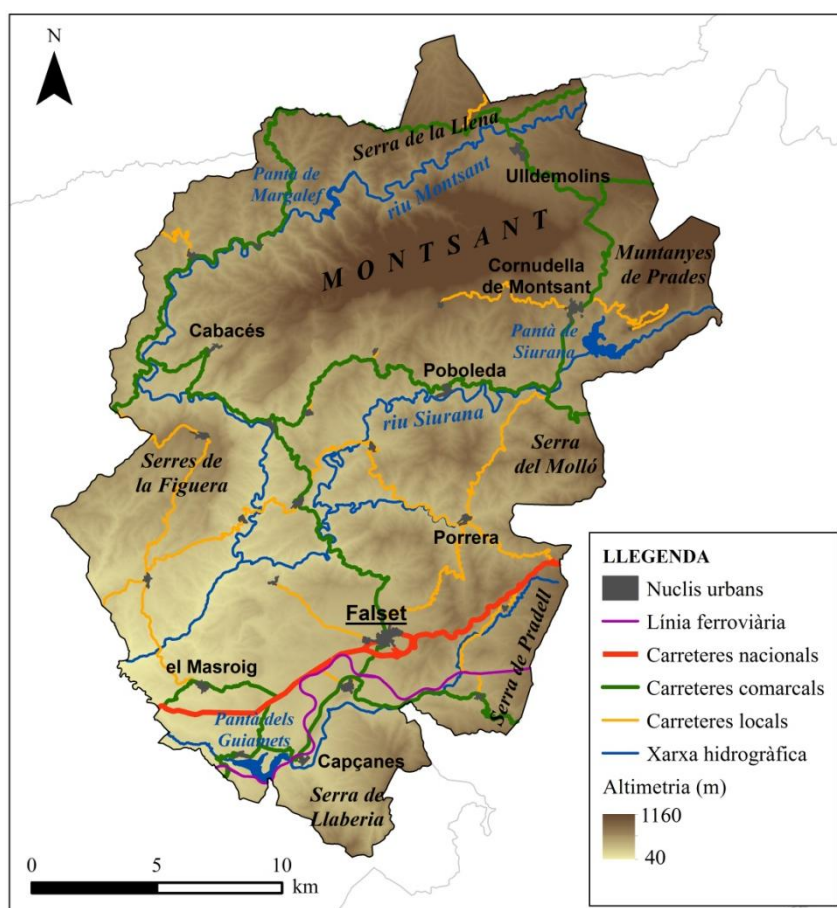 N
Serra de la Llena
Pantà de
Margalef
riu Montsant
Ulldemolins
MONTSANT
Muntanyes
de Prades
Cornudella
de Montsant
Cabacés
Pantà de
Siurana
Poboleda
riu Siurana
Serres de
la Figuera
Serra
del Molló
Porrera
Falset
Serra de Pradell
el Masroig
Pantà dels
Guiamets
Capçanes
Serra de
Llaberia
0 5 10
km
LLEGENDA
Nuclis urbans
Línia ferroviària
Carreteres nacionals
Carreteres comarcals
Carreteres locals
Xarxa hidrogràfica
Altimetria (m)
1160
40